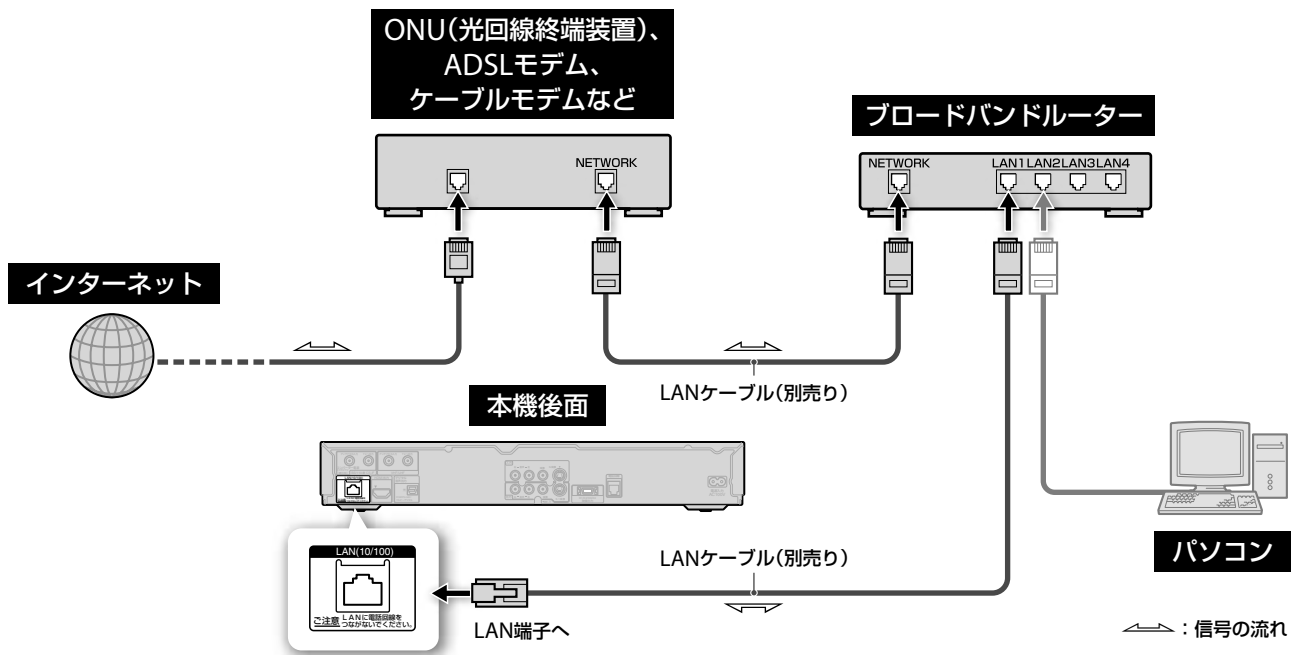 ONU(光回線終端装置)、
ADSLモデム、
ケーブルモデムなど
ブロードバンドルーター
NETWORK
NETWORK
LAN1 LAN2 LAN3 LAN4
インターネット
LANケーブル(別売り)
本機後面
LAN(10/100)
ご注意 LANに電話回線を
つながないでください。
LANケーブル(別売り)
LAN端子へ
パソコン
:信号の流れ